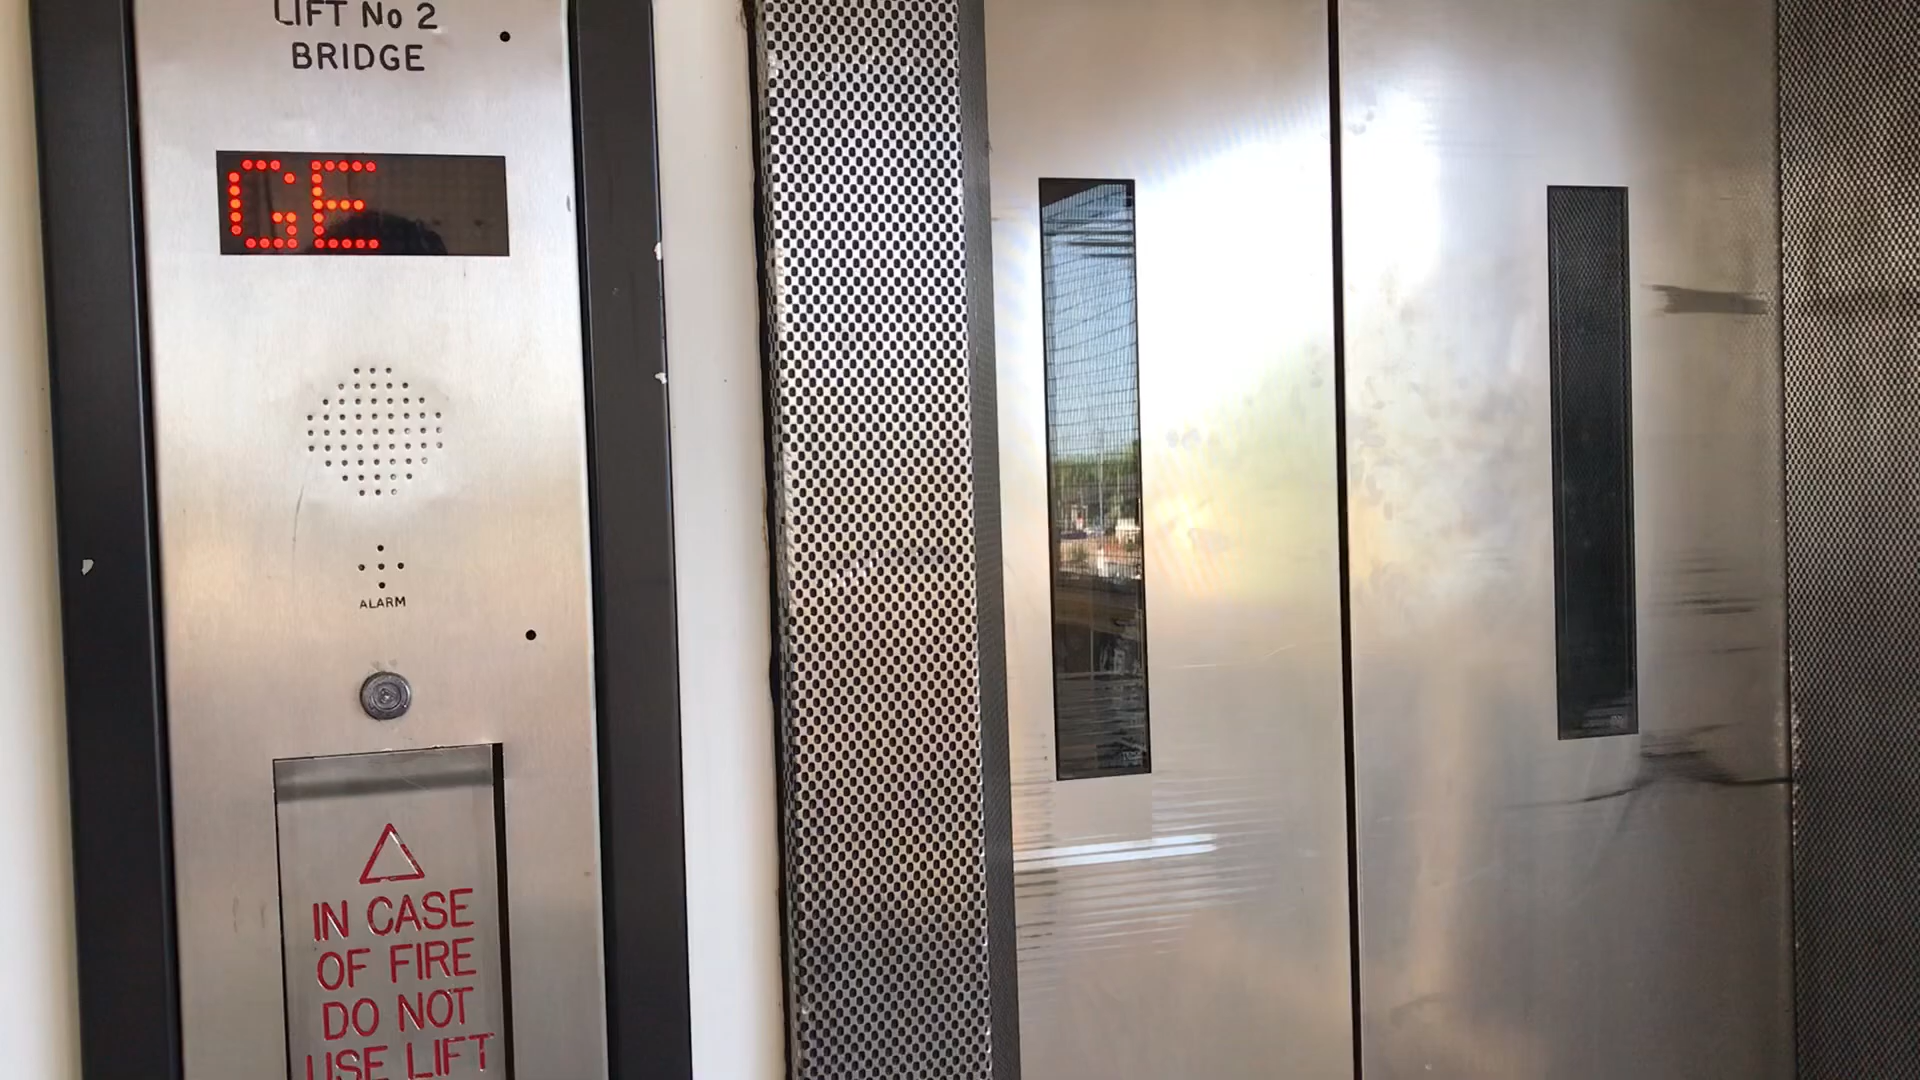 LIFT No 2
BRIDGE
GE
ALARM
IN CASE
OF FIRE
DO NOT
USE LIFT